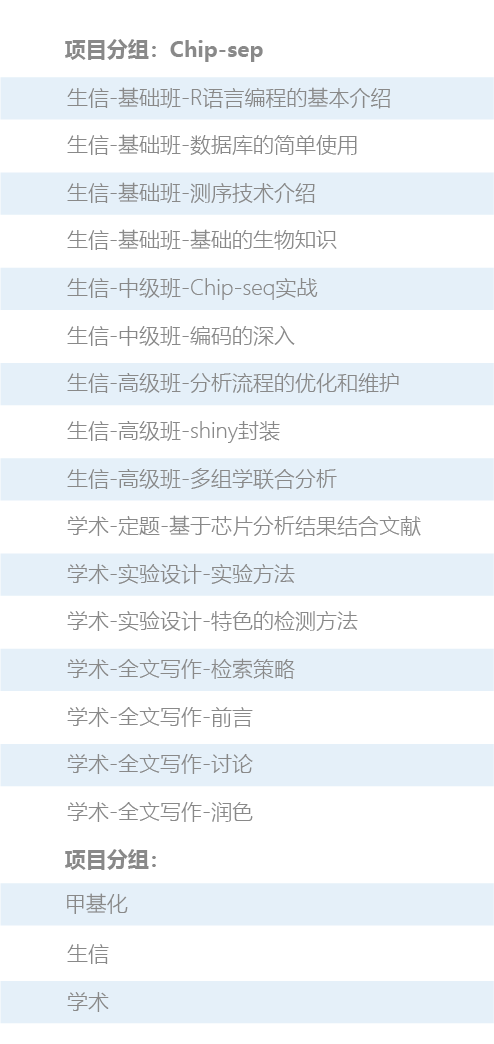 项目分组：Chip-sep
生信-基础班-R语言编程的基本介绍
生信-基础班-数据库的简单使用
生信-基础班-测序技术介绍
生信-基础班-基础的生物知识
生信-中级班-Chip-seq实战
生信-中级班-编码的深入
生信-高级班-分析流程的优化和维护
生信-高级班-shiny封装
生信-高级班-多组学联合分析
学术-定题-基于芯片分析结果结合文献
学术-实验设计-实验方法
学术-实验设计-特色的检测方法
学术-全文写作-检索策略
学术-全文写作-前言
学术-全文写作-讨论
学术-全文写作-润色
项目分组：
甲基化
生信
学术